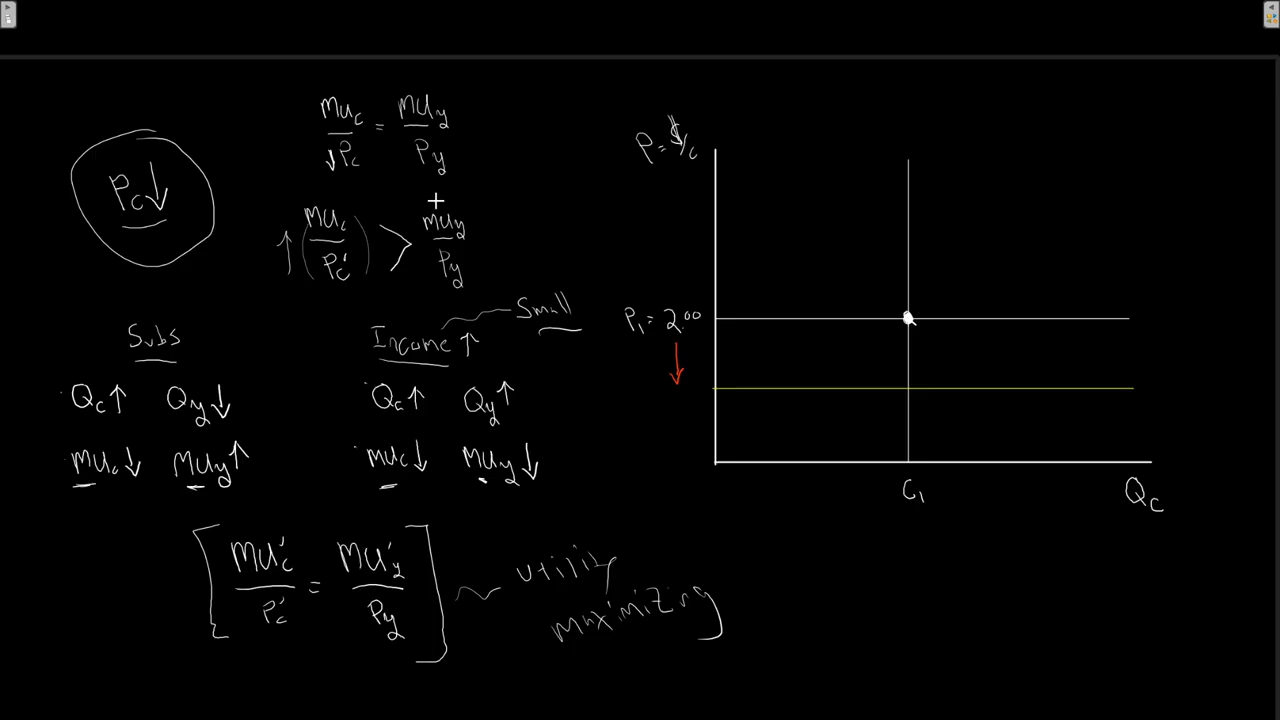 Pc↓
MUc/↓Pc = MUy/Py
↑(MUc/Pc') > MUy/Py
Subs
Qc↑ Qy↓
MUc↓ MUy↑
Income↑ Small
Qc↑ Qy↑
MUc↓ MUy↓
[MU'c/P'c = MU'y/Py] ~ utility
maximizing
P = $/c
P₁ = 2.00
C₁
Qc